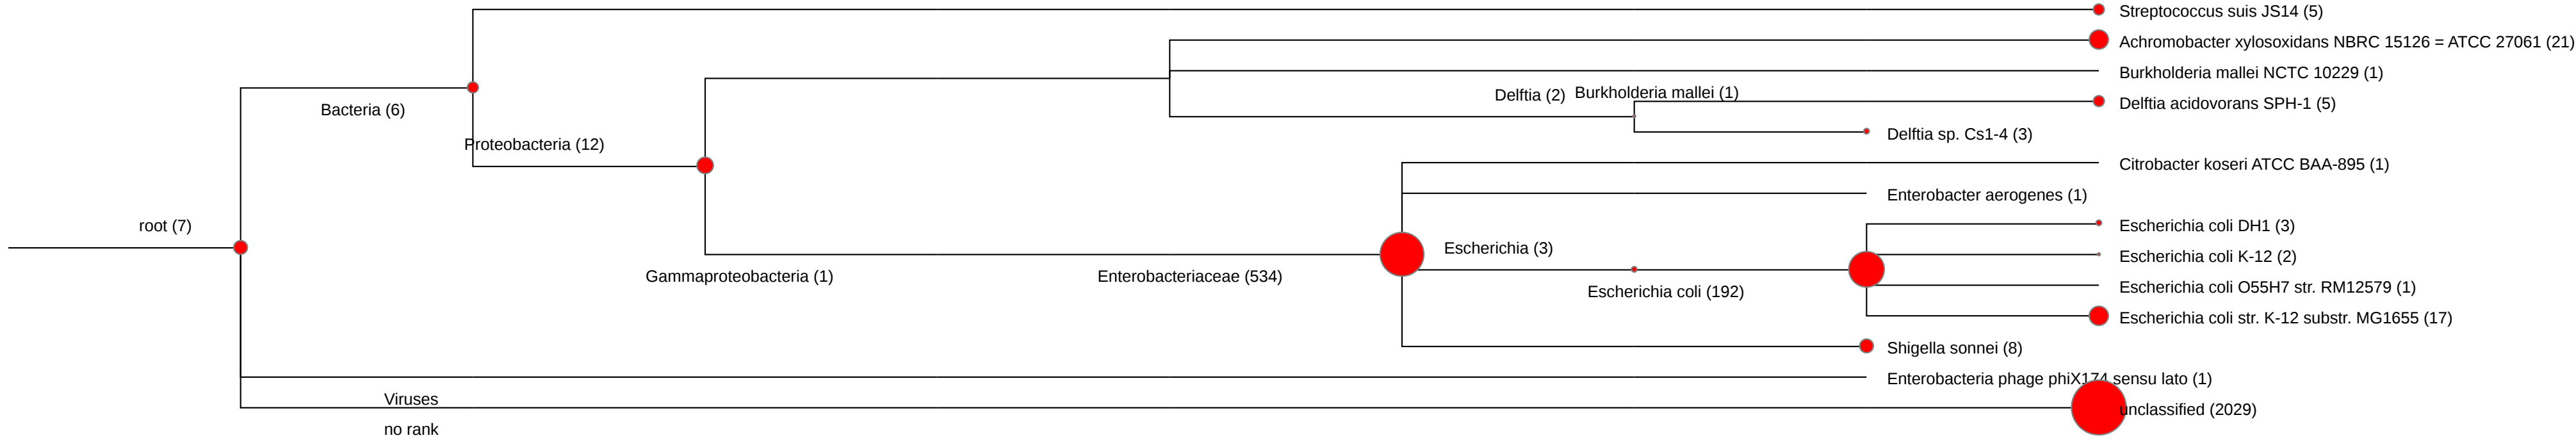 Streptococcus suis JS14 (5)
Achromobacter xylosoxidans NBRC 15126 = ATCC 27061 (21)
Burkholderia mallei NCTC 10229 (1)
Delftia (2)
Burkholderia mallei (1)
Delftia acidovorans SPH-1 (5)
Bacteria (6)
Delftia sp. Cs1-4 (3)
Proteobacteria (12)
Citrobacter koseri ATCC BAA-895 (1)
Enterobacter aerogenes (1)
root (7)
Escherichia coli DH1 (3)
Escherichia (3)
Escherichia coli K-12 (2)
Gammaproteobacteria (1)
Enterobacteriaceae (534)
Escherichia coli (192)
Escherichia coli O55H7 str. RM12579 (1)
Escherichia coli str. K-12 substr. MG1655 (17)
Shigella sonnei (8)
Enterobacteria phage phiX174 sensu lato (1)
Viruses
unclassified (2029)
no rank